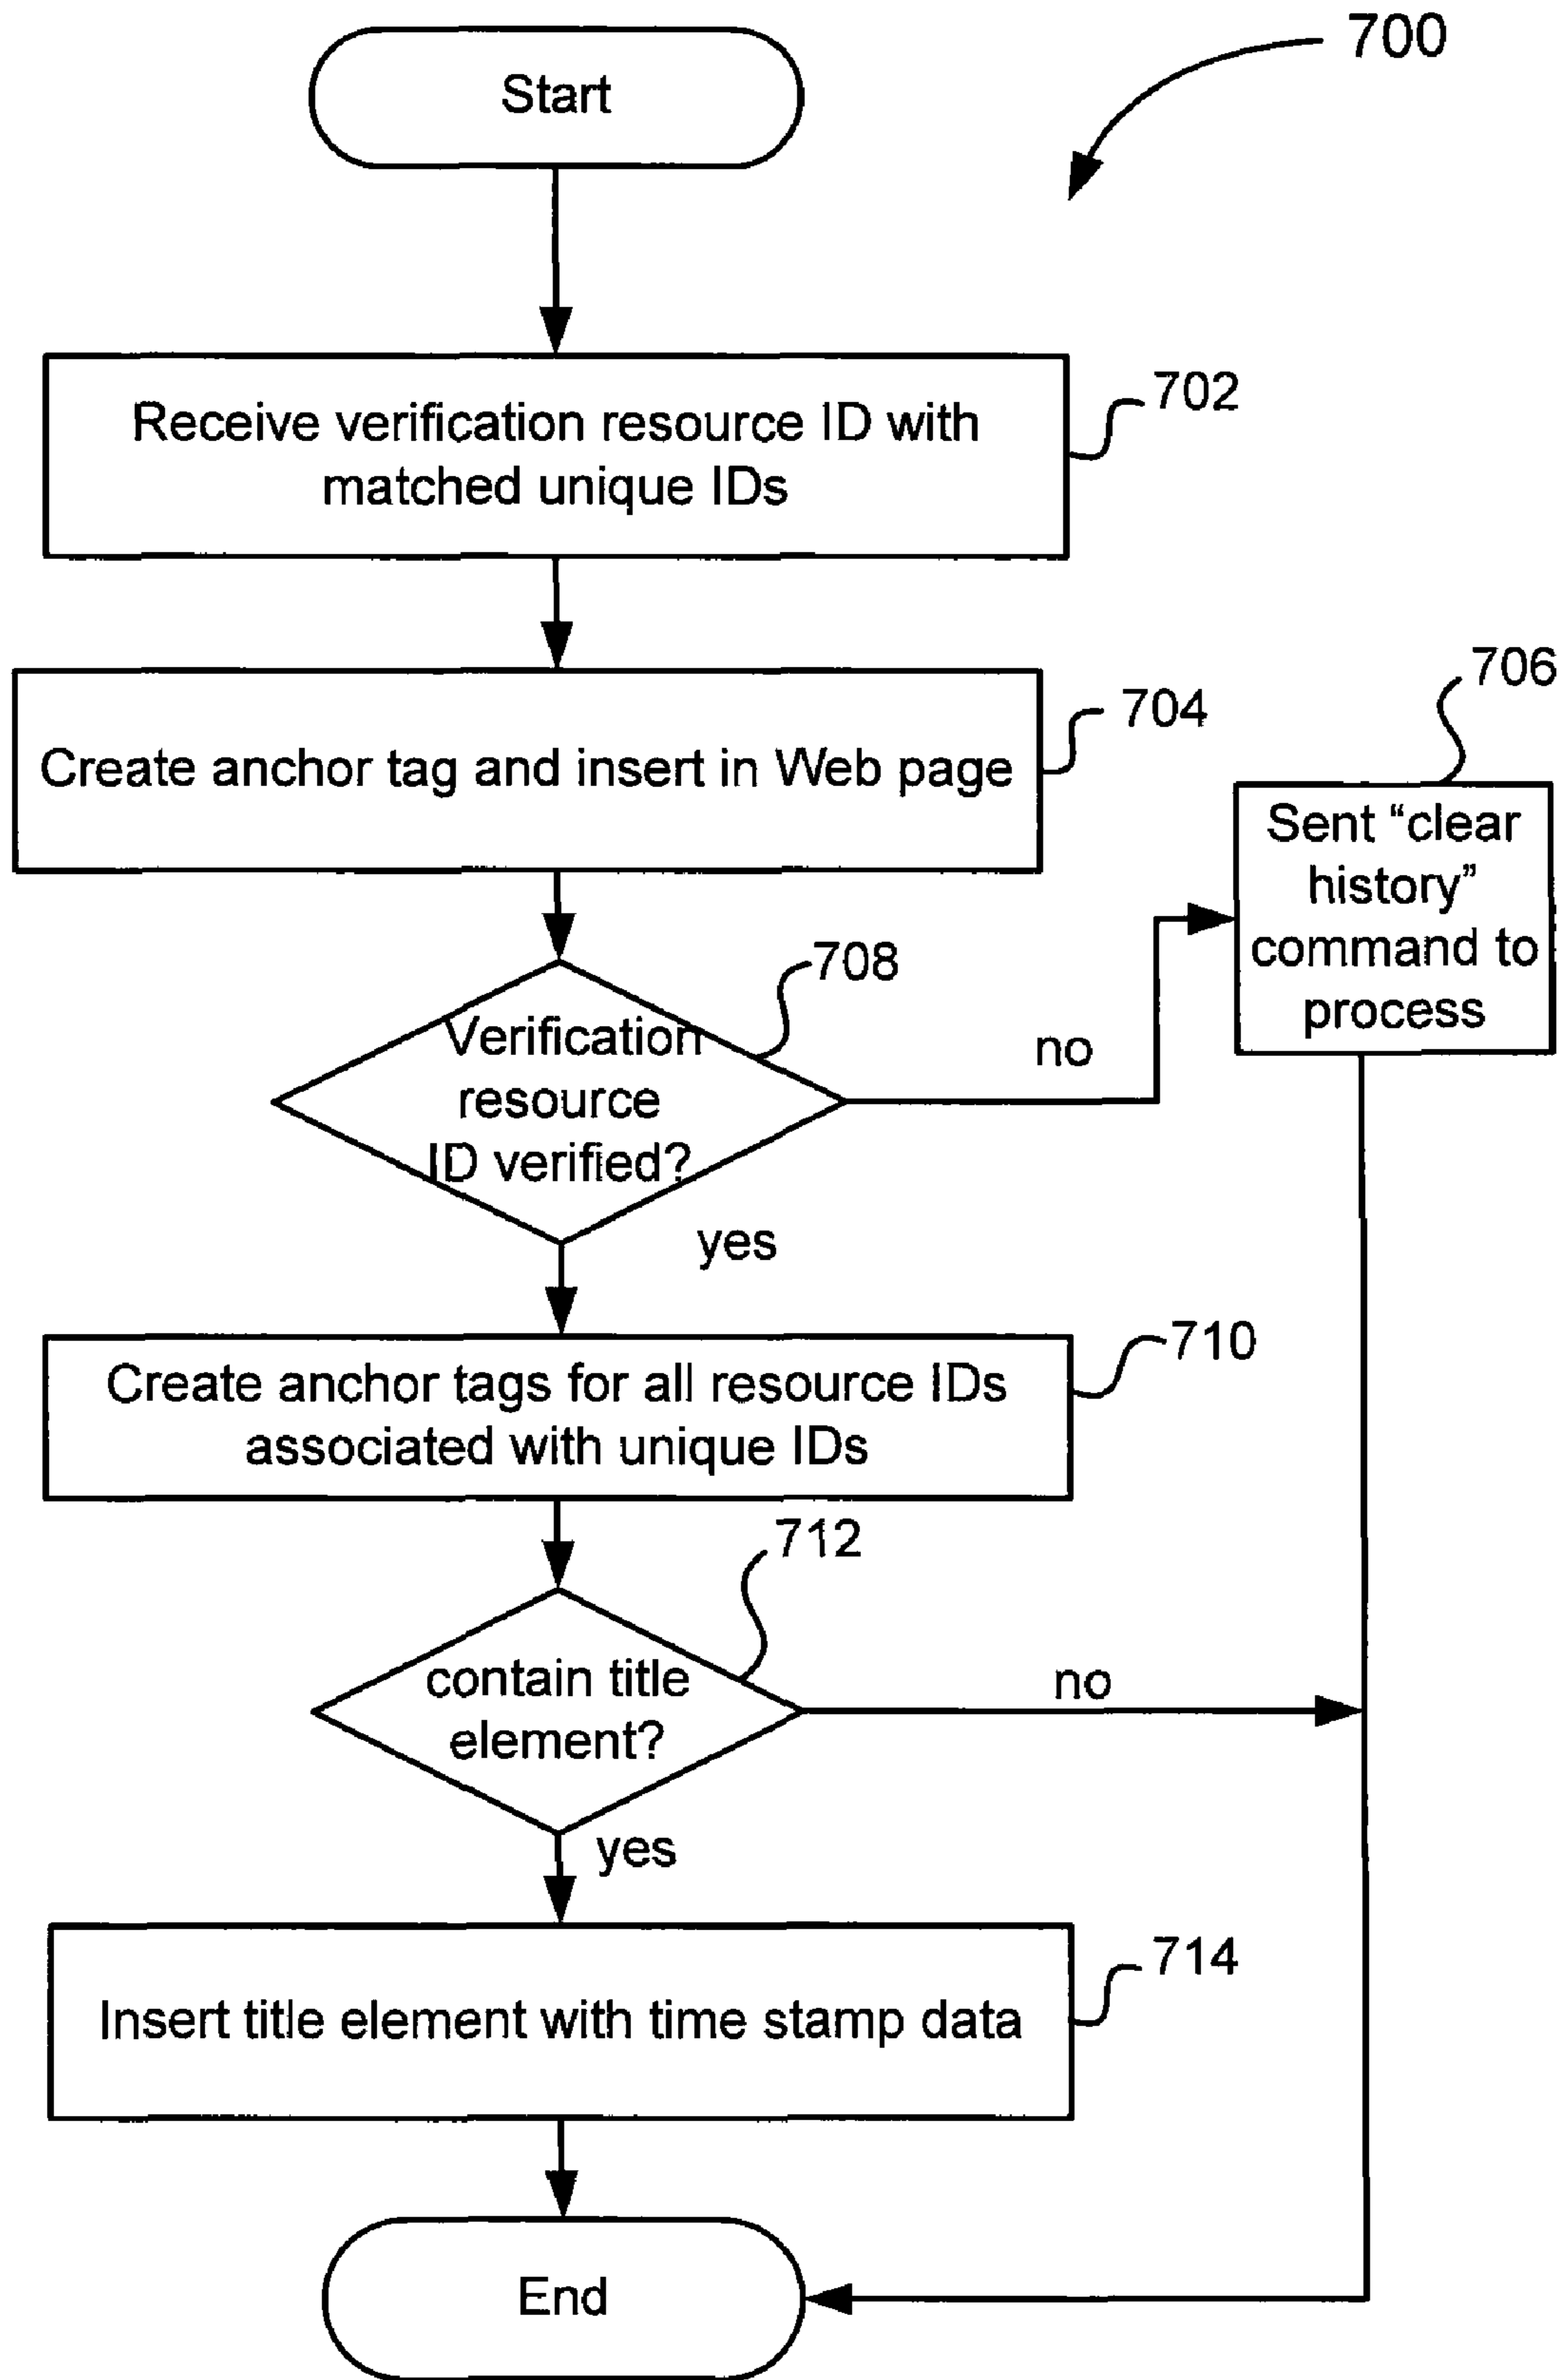 700
Start
702
Receive verification resource ID with
matched unique IDs
704
Create anchor tag and insert in Web page
706
Sent “clear
history”
command to
process
708
Verification
resource
ID verified?
no
yes
710
Create anchor tags for all resource IDs
associated with unique IDs
712
contain title
element?
no
yes
714
Insert title element with time stamp data
End